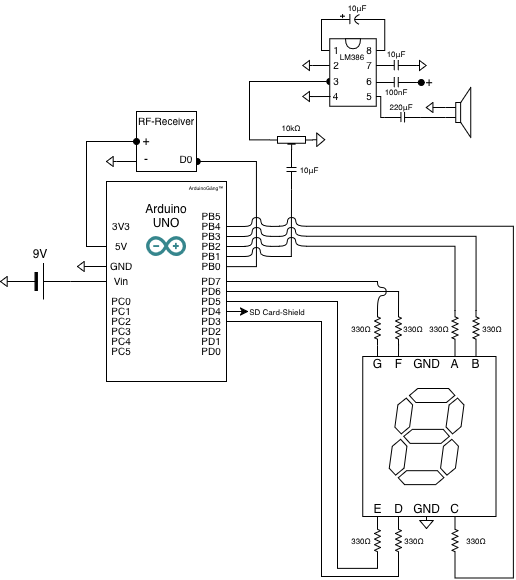 10µF
+
1 8
LM386
2 7 10µF
3 6 +
100nF
4 5
220µF
RF-Receiver
+
- D0
10kΩ
10µF
ArduinoGäng™
Arduino
UNO
PB5
3V3 PB4
PB3
5V PB2
PB1
GND PB0
9V
Vin PD7
PD6
PC0 PD5
PC1 PD4 SD Card-Shield
PC2 PD3
PC3 PD2
PC4 PD1
PC5 PD0
330Ω 330Ω 330Ω 330Ω
G F GND A B
E D GND C
330Ω 330Ω 330Ω